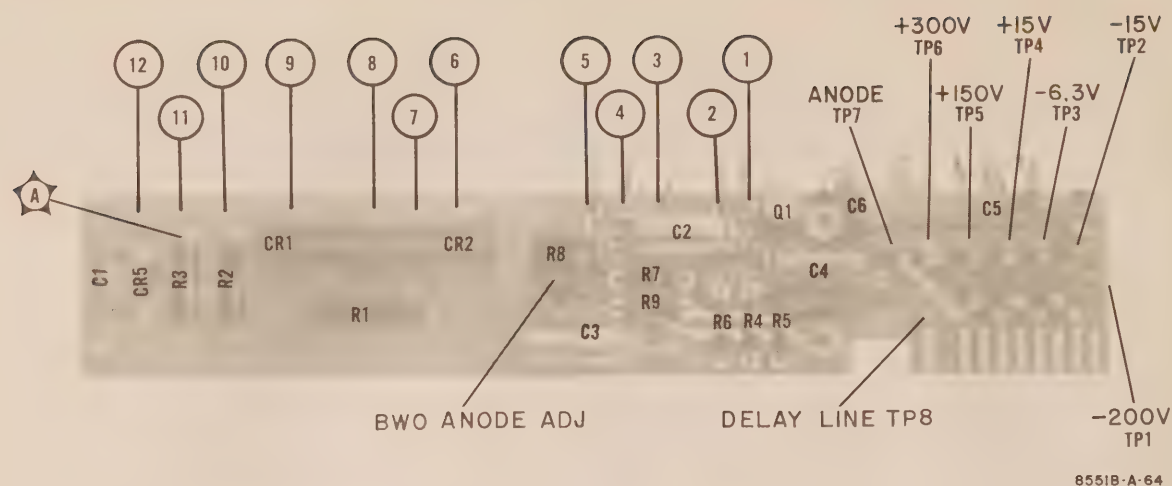 +300V
TP6
+15V
TP4
-15V
TP2
12
10
9
8
6
5
3
1
11
7
4
2
ANODE
TP7
+150V
TP5
-6.3V
TP3
A
C6
C5
Q1
C2
CR1
CR2
R8
C1
CR5
R3
R2
R7
C4
R9
R1
R6
R4
R5
C3
BWO ANODE ADJ
DELAY LINE TP8
-200V
TP1
8551B-A-64